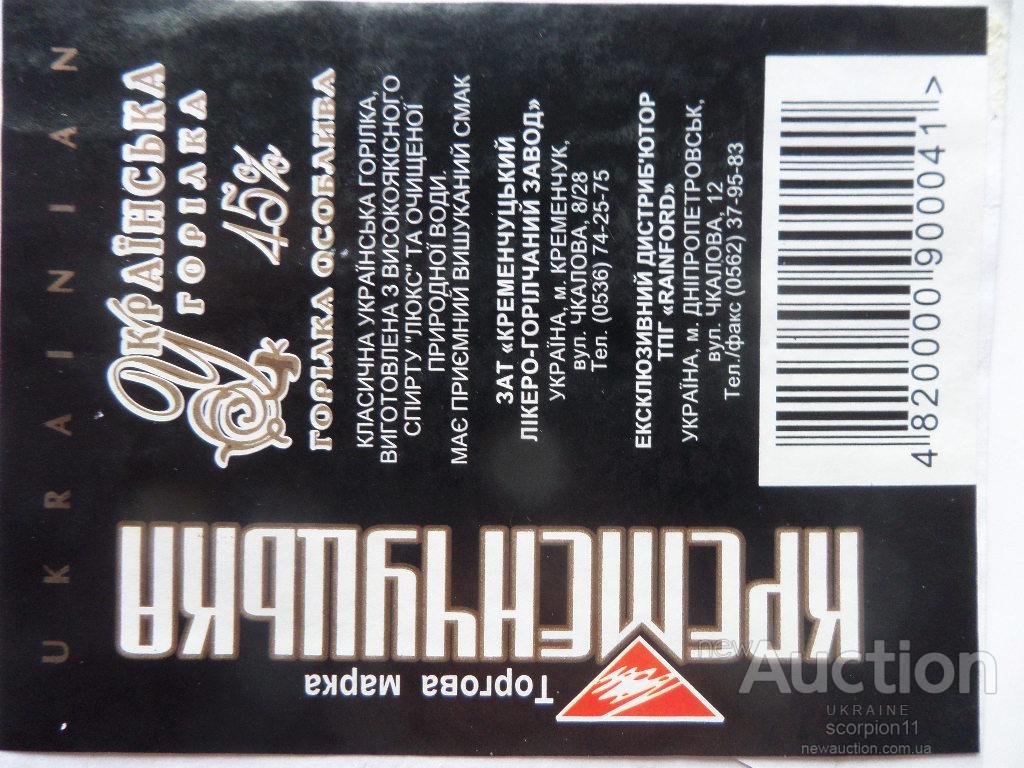 UKRAINIAN
УКРАЇНСЬКА
ГОРІЛКА
45%
ГОРІЛКА ОСОБЛИВА
КЛАСИЧНА УКРАЇНСЬКА ГОРІЛКА,
ВИГОТОВЛЕНА З ВИСОКОЯКІСНОГО
СПИРТУ "ЛЮКС" ТА ОЧИЩЕНОЇ
ПРИРОДНОЇ ВОДИ.
МАЄ ПРИЄМНИЙ ВИШУКАНИЙ СМАК
ЗАТ «КРЕМЕНЧУЦЬКИЙ
ЛІКЕРО-ГОРІЛЧАНИЙ ЗАВОД»
УКРАЇНА, м. КРЕМЕНЧУК,
вул. ЧКАЛОВА, 8/28
Тел. (0536) 74-25-75
ЕКСКЛЮЗИВНИЙ ДИСТРИБ'ЮТОР
ТПГ «RAINFORD»
УКРАЇНА, м. ДНІПРОПЕТРОВСЬК,
вул. ЧКАЛОВА, 12
Тел./факс (0562) 37-95-83
4 820000 900041 >
Торгова марка
КРЕМЕНЧУЦЬКА
newAuction
UKRAINE
scorpion11
newauction.com.ua